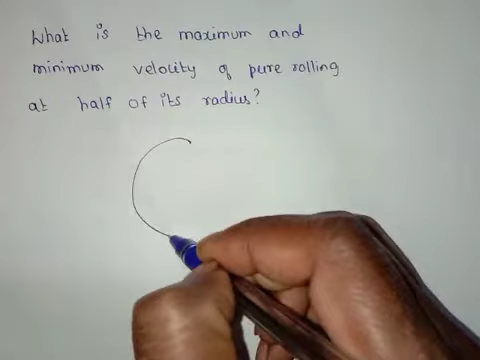 What is the maximum and
minimum velocity of pure rolling
at half of its radius?